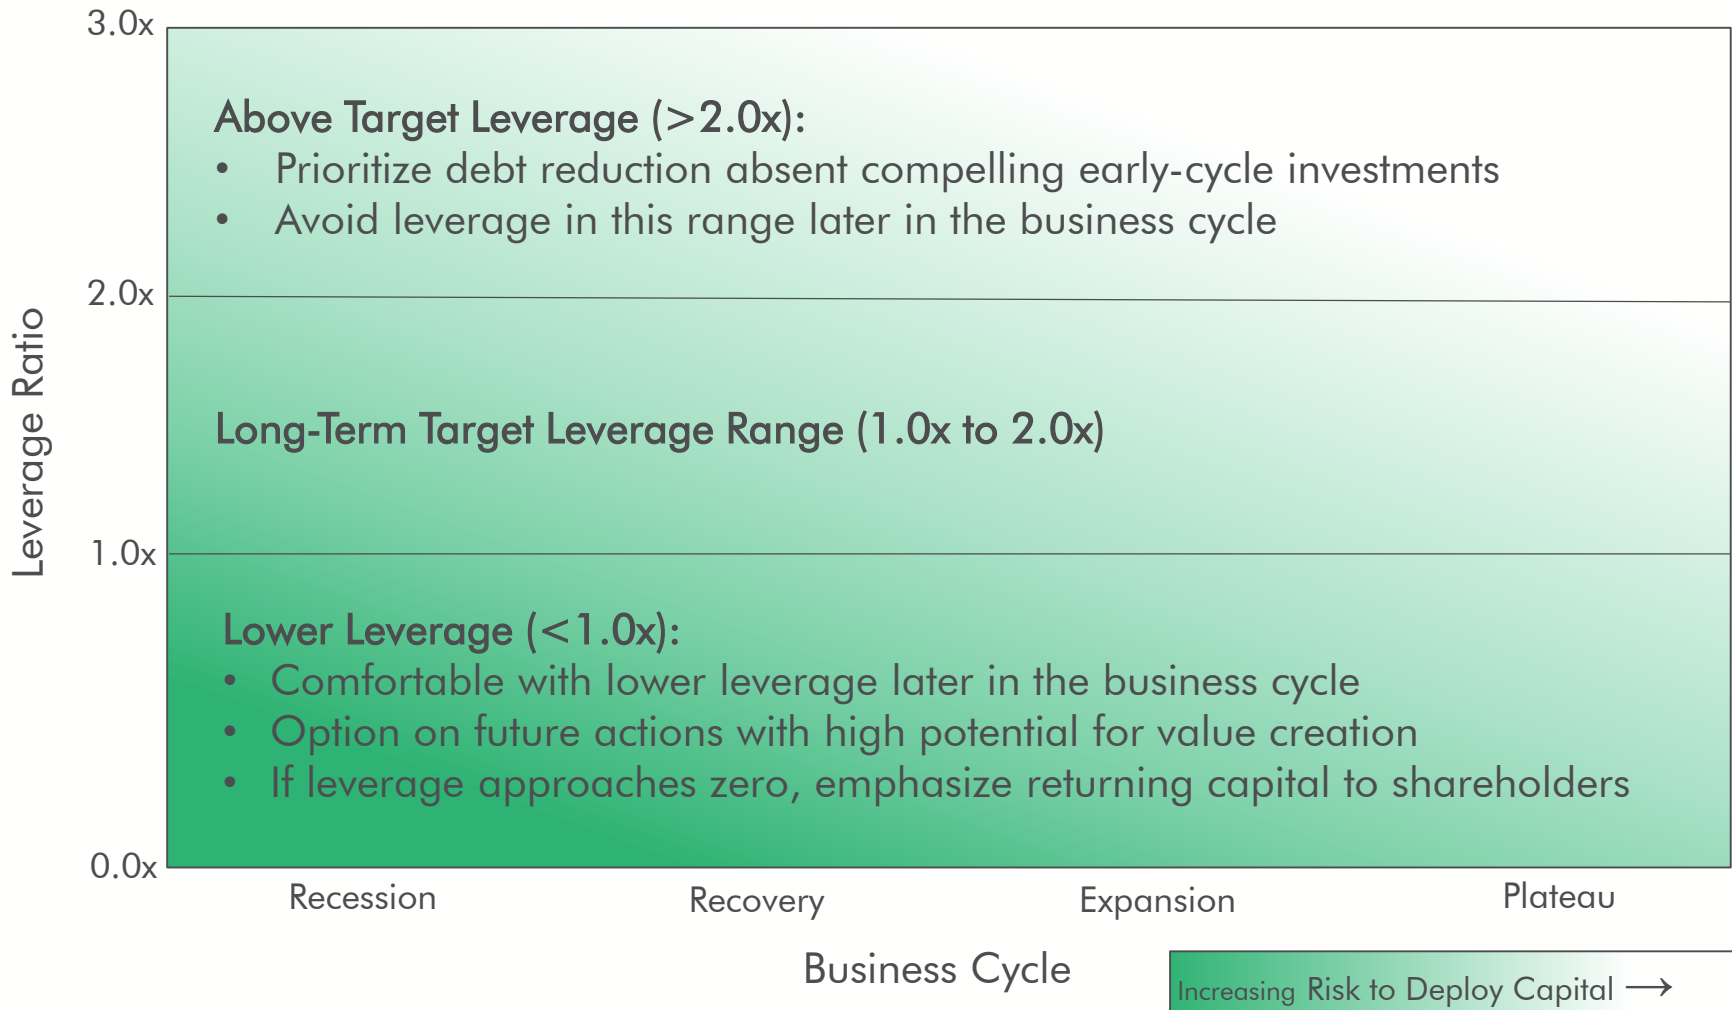 3.0x
Above Target Leverage (>2.0x):
• Prioritize debt reduction absent compelling early-cycle investments
• Avoid leverage in this range later in the business cycle
2.0x
Leverage Ratio
Long-Term Target Leverage Range (1.0x to 2.0x)
1.0x
Lower Leverage (<1.0x):
• Comfortable with lower leverage later in the business cycle
• Option on future actions with high potential for value creation
• If leverage approaches zero, emphasize returning capital to shareholders
0.0x
Recession Recovery Expansion Plateau
Business Cycle
Increasing Risk to Deploy Capital →